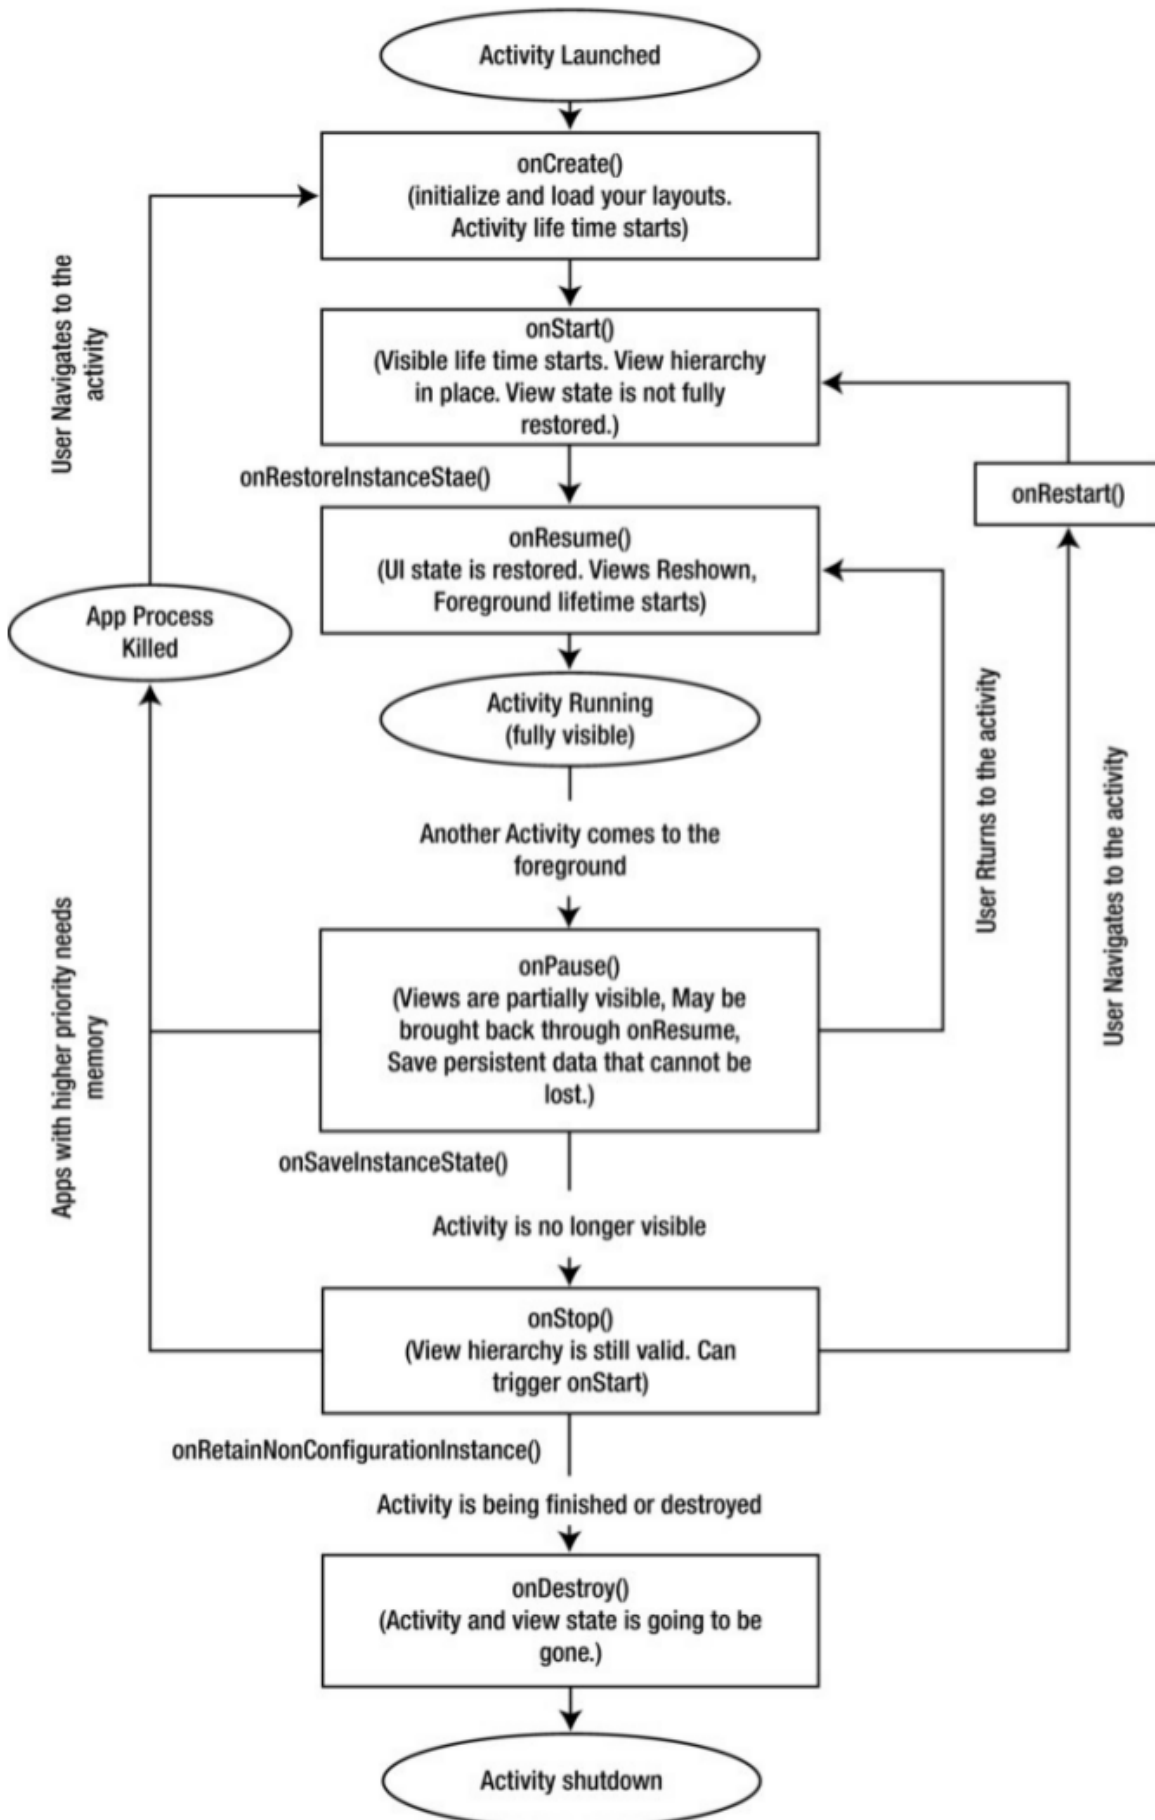 Activity Launched
onCreate()
(initialize and load your layouts.
Activity life time starts)
User Navigates to the
activity
onStart()
(Visible life time starts. View hierarchy
in place. View state is not fully
restored.)
onRestoreInstanceStae()
onRestart()
onResume()
(UI state is restored. Views Reshown,
Foreground lifetime starts)
App Process
Killed
Activity Running
(fully visible)
User Rturns to the activity
User Navigates to the activity
Another Activity comes to the
foreground
Apps with higher priority needs
memory
onPause()
(Views are partially visible, May be
brought back through onResume,
Save persistent data that cannot be
lost.)
onSaveInstanceState()
Activity is no longer visible
onStop()
(View hierarchy is still valid. Can
trigger onStart)
onRetainNonConfigurationInstance()
Activity is being finished or destroyed
onDestroy()
(Activity and view state is going to be
gone.)
Activity shutdown